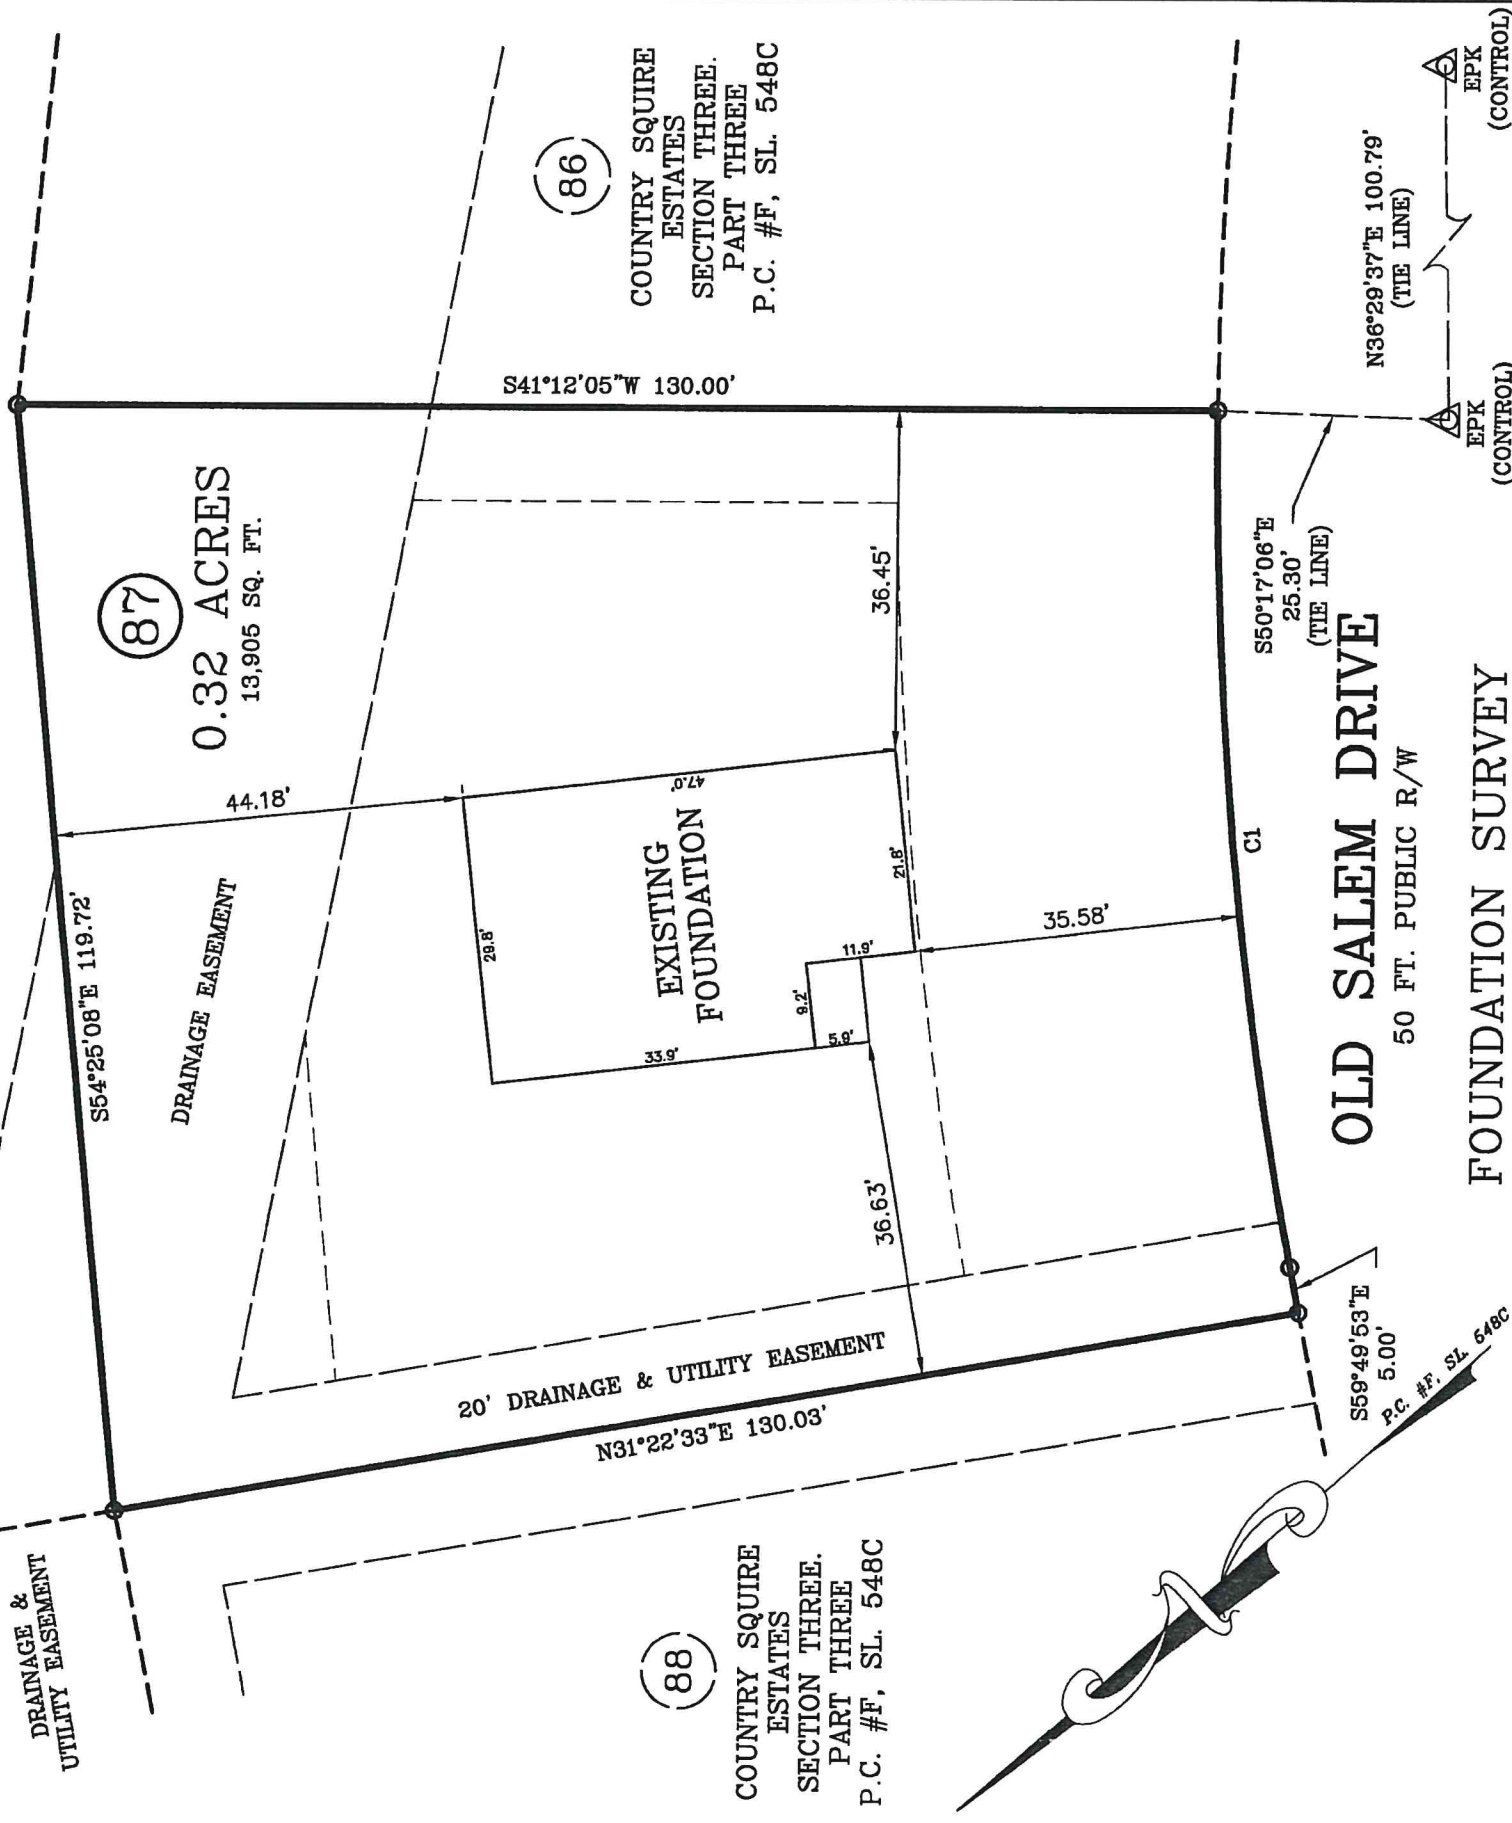 DRAINAGE &
UTILITY EASEMENT
S54°25'08"E 119.72'
DRAINAGE EASEMENT
87
0.32 ACRES
13,905 SQ. FT.
44.18'
S41°12'05"W 130.00'
86
COUNTRY SQUIRE
ESTATES
SECTION THREE.
PART THREE
P.C. #F, SL. 548C
88
COUNTRY SQUIRE
ESTATES
SECTION THREE.
PART THREE
P.C. #F, SL. 548C
N31°22'33"E 130.03'
20' DRAINAGE & UTILITY EASEMENT
29.8'
47.0'
EXISTING
FOUNDATION
33.9'
9.2'
5.9'
11.9'
21.8'
36.45'
36.63'
35.58'
C1
S59°49'53"E
5.00'
P.C. #F, SL. 548C
N
OLD SALEM DRIVE
50 FT. PUBLIC R/W
S50°17'06"E
25.30'
(TIE LINE)
N36°29'37"E 100.79'
(TIE LINE)
EPK
(CONTROL)
EPK
(CONTROL)
FOUNDATION SURVEY